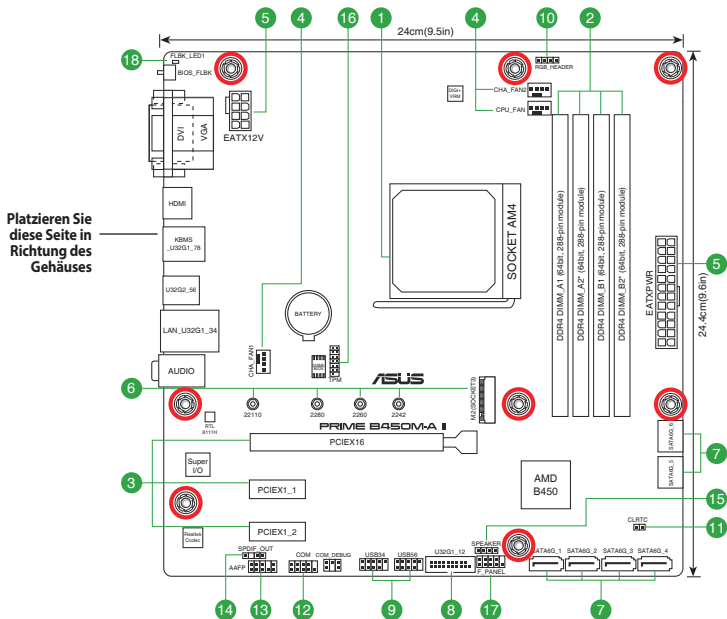 5
4
16
1
4
10
2
24cm(9.5in)
18
FLBK_LED1
BIOS_FLBK
RGB_HEADER
DIGI+
VRM
CHA_FAN2
CPU_FAN
DVI
VGA
EATX12V
HDMI
Platzieren Sie
diese Seite in
Richtung des
Gehäuses
KBMS
_U32G1_78
SOCKET AM4
DDR4 DIMM_A1 (64bit, 288-pin module)
DDR4 DIMM_A2* (64bit, 288-pin module)
DDR4 DIMM_B1 (64bit, 288-pin module)
DDR4 DIMM_B2* (64bit, 288-pin module)
EATXPWR
5
24.4cm(9.6in)
U32G2_56
LAN_U32G1_34
BATTERY
CHA_FAN1
TPM
AUDIO
ASUS
6
M.2(SOCKET3)
22110
2280
2260
2242
RTL
8111H
PRIME B450M-A II
PCIEX16
SATA6G_6
SATA6G_5
7
Super
I/O
3
PCIEX1_1
AMD
B450
15
CLRTC
11
PCIEX1_2
Realtek
Codec
SPDIF_OUT
AAFP
COM
COM_DEBUG
USB34
USB56
U32G1_12
SPEAKER
F_PANEL
SATA6G_1
SATA6G_2
SATA6G_3
SATA6G_4
14
13
12
9
8
17
7